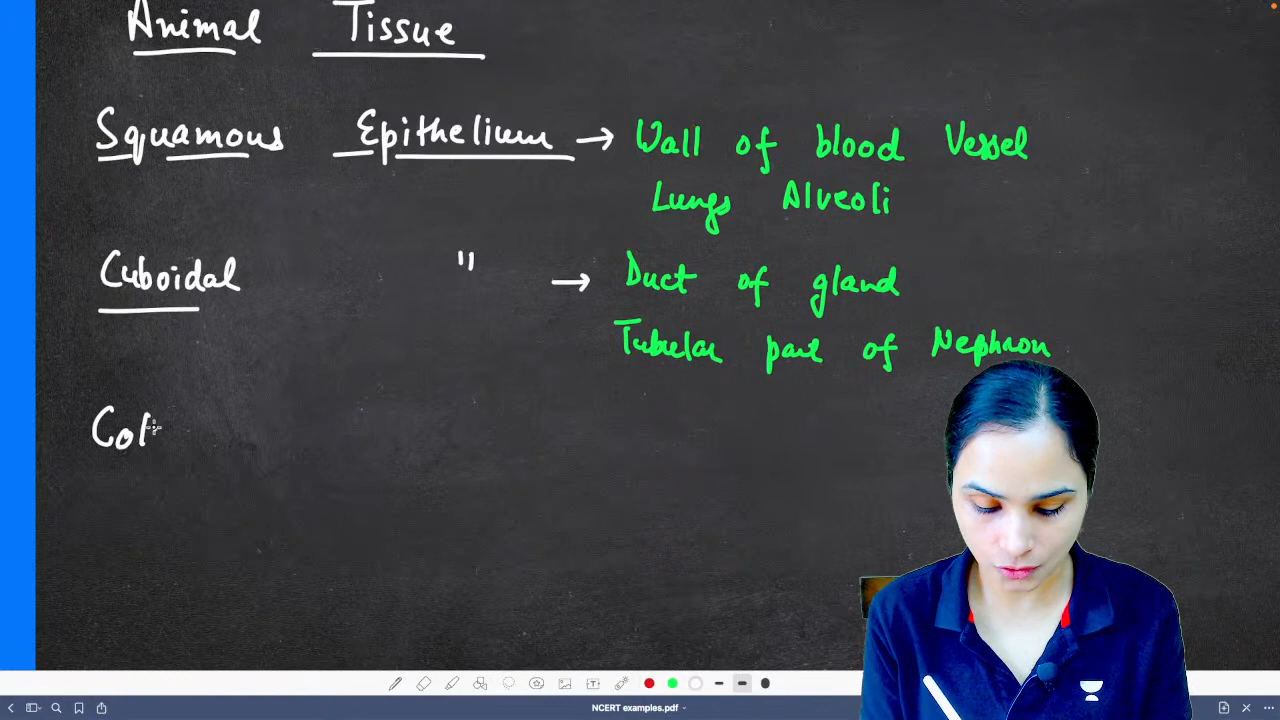 Animal Tissue
Squamous Epithelium → Wall of blood Vessel
Lungs Alveoli
Cuboidal " → Duct of gland
Tubular part of Nephron
Col
NCERT examples.pdf